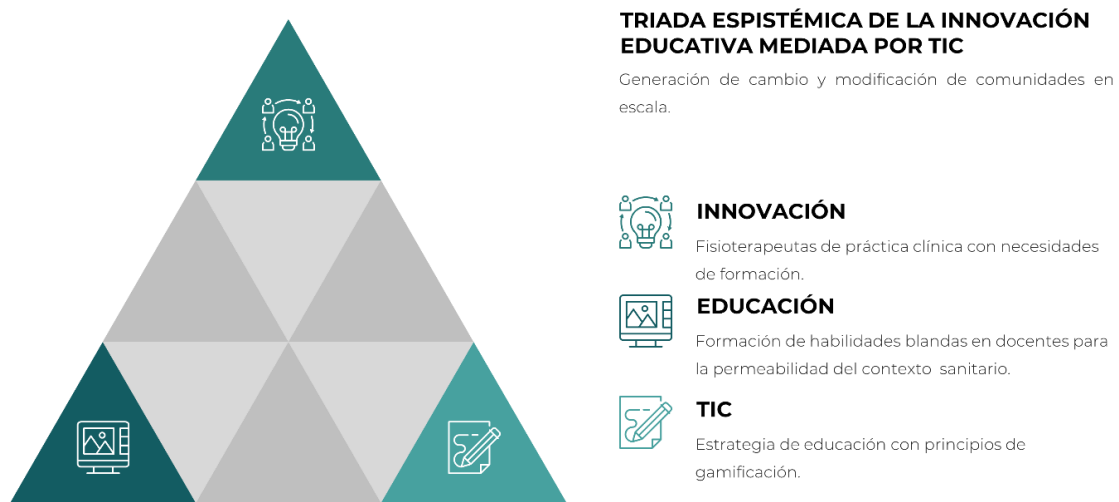 TRIADA ESPISTÉMICA DE LA INNOVACIÓN
EDUCATIVA MEDIADA POR TIC
Generación de cambio y modificación de comunidades en
escala.
INNOVACIÓN
Fisioterapeutas de práctica clínica con necesidades
de formación.
EDUCACIÓN
Formación de habilidades blandas en docentes para
la permeabilidad del contexto sanitario.
TIC
Estrategia de educación con principios de
gamificación.